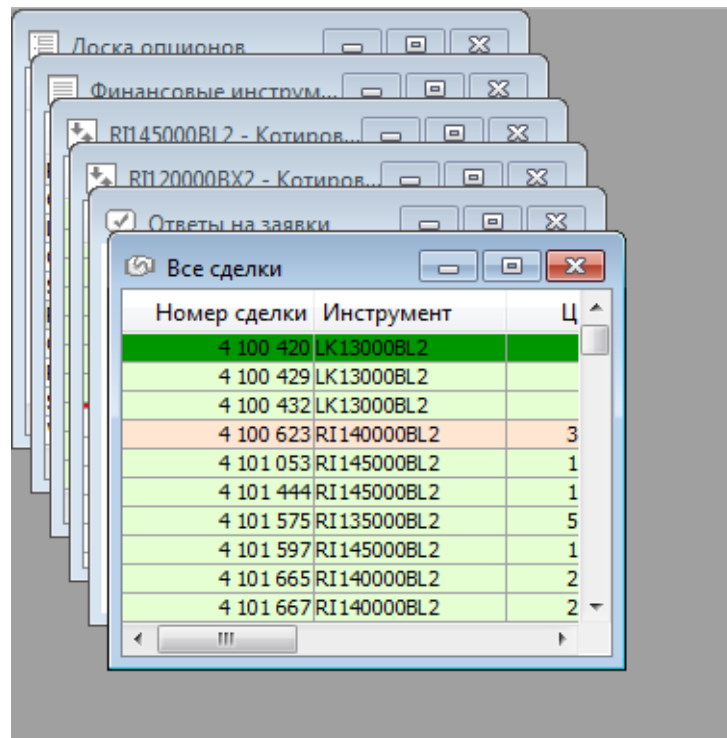 Доска опционов
Финансовые инструм...
RI145000BL2 - Котиров...
RI120000BX2 - Котиров...
Ответы на заявки
Все сделки
Номер сделки Инструмент Ц
4 100 420 LK13000BL2
4 100 429 LK13000BL2
4 100 432 LK13000BL2
4 100 623 RI140000BL2 3
4 101 053 RI145000BL2 1
4 101 444 RI145000BL2 1
4 101 575 RI135000BL2 5
4 101 597 RI145000BL2 1
4 101 665 RI140000BL2 2
4 101 667 RI140000BL2 2